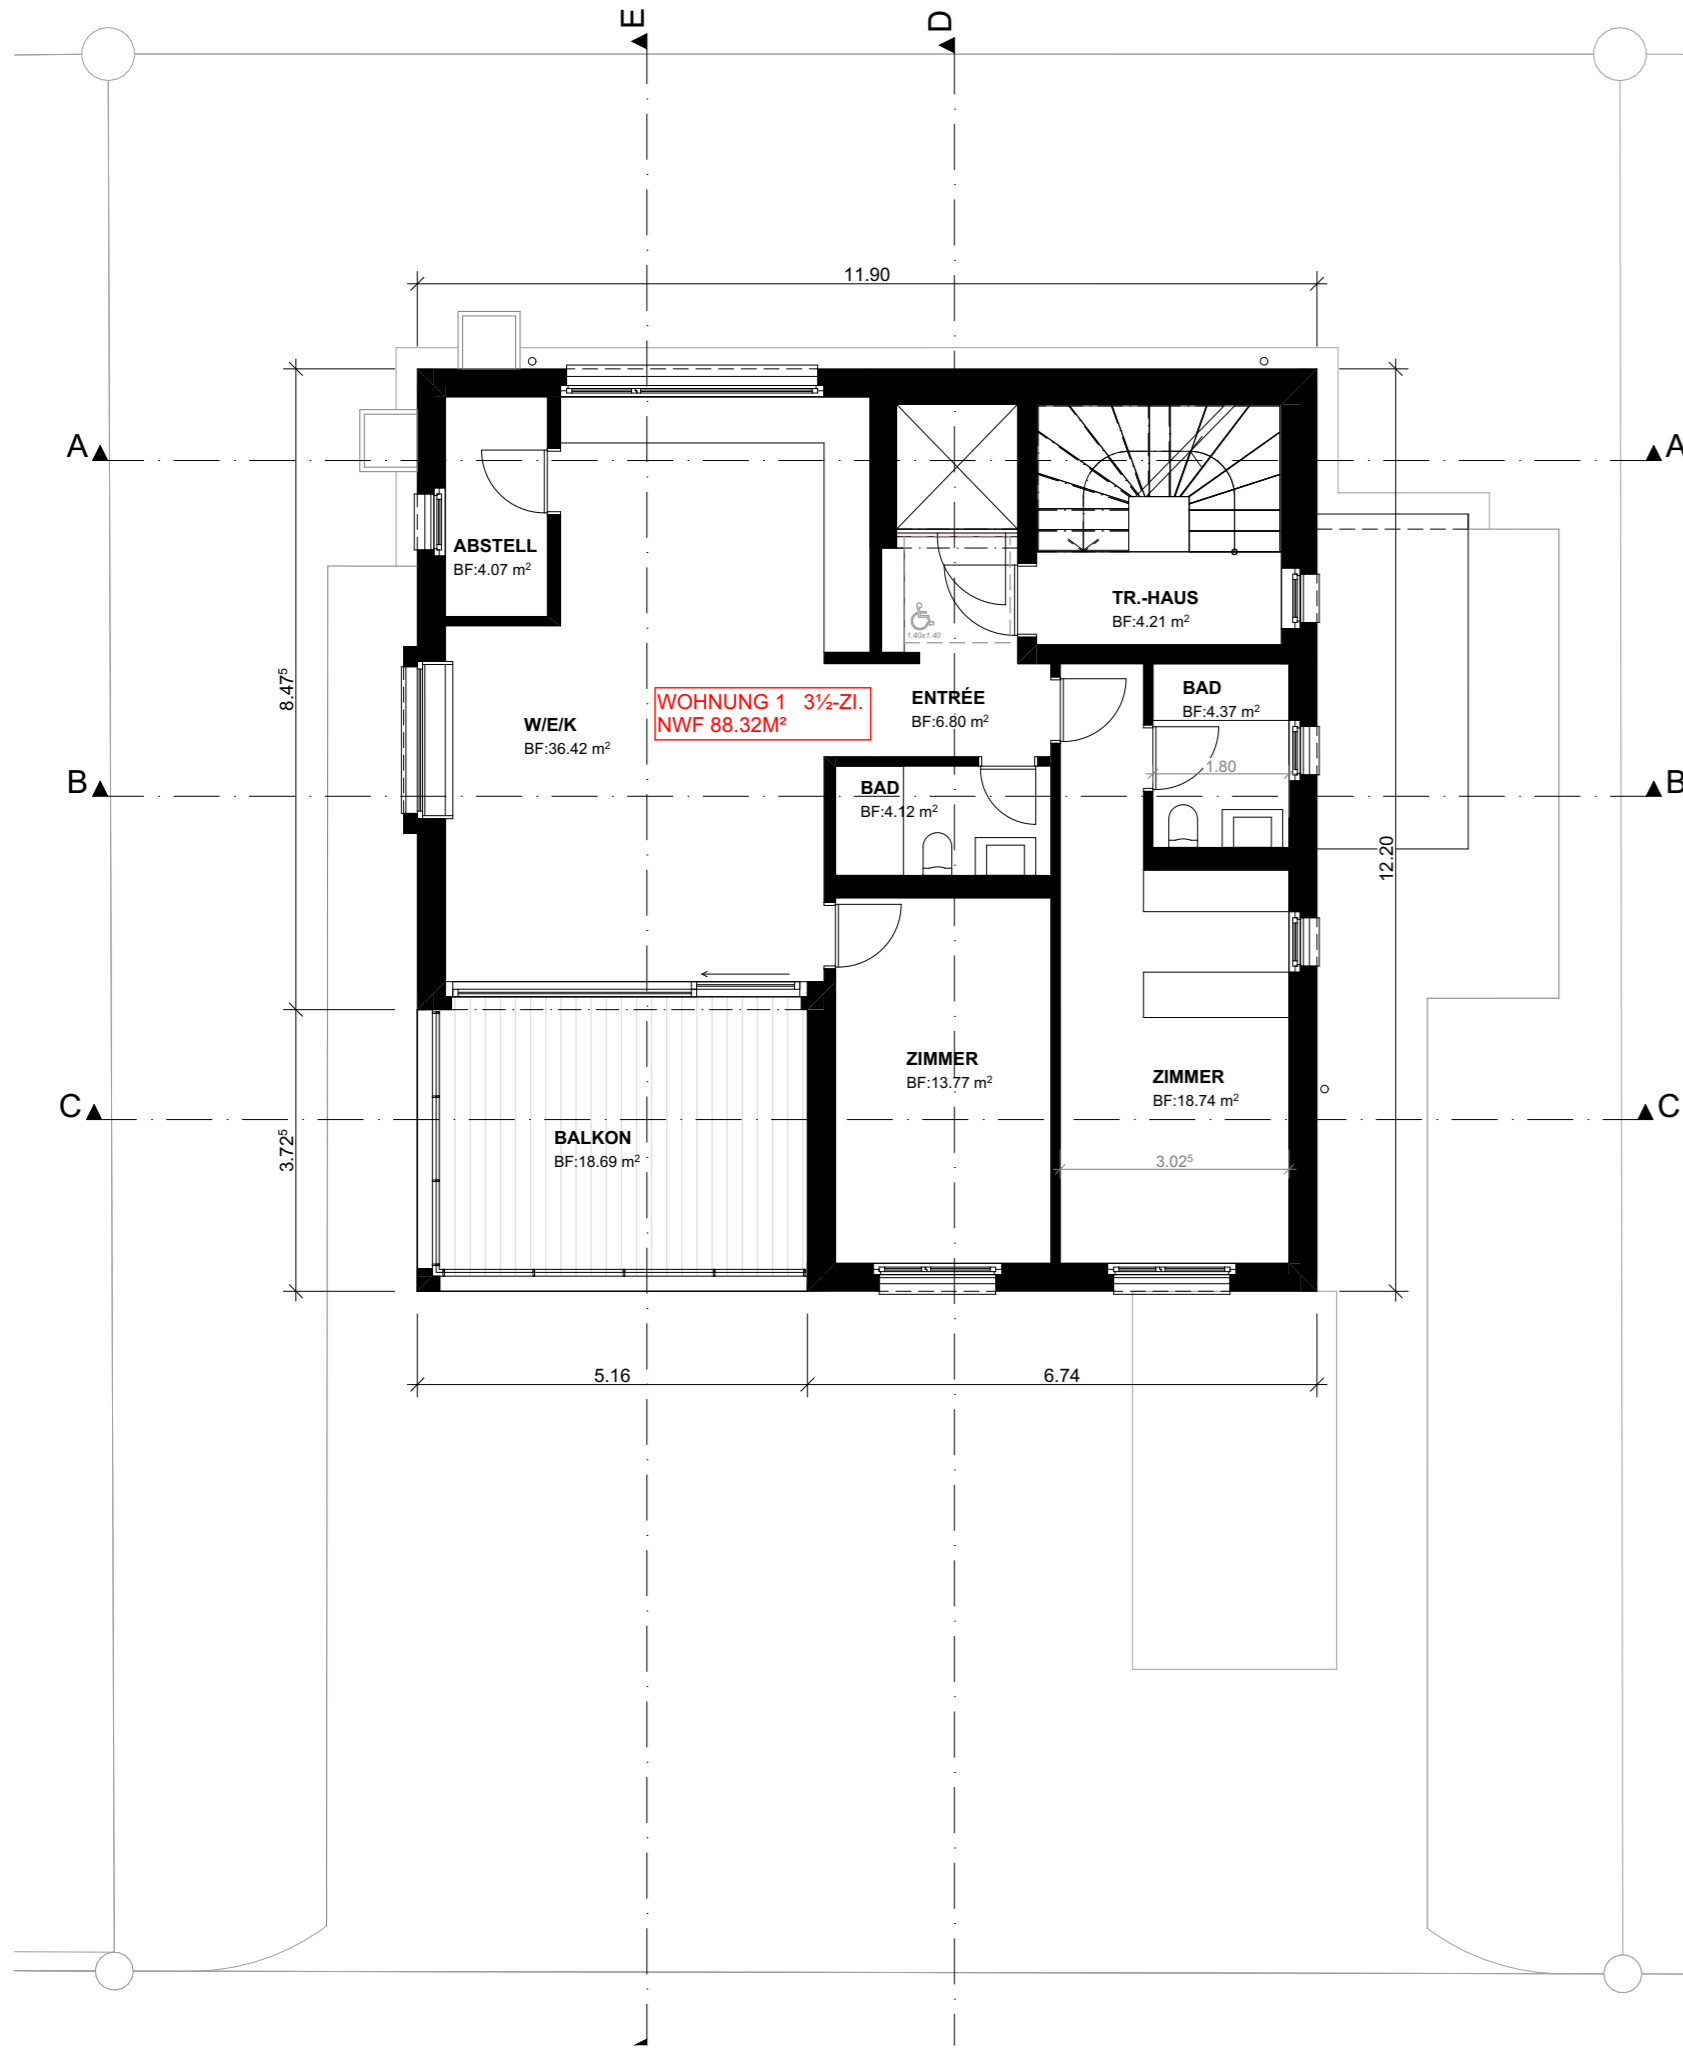 E
D
11.90
A
A
ABSTELL
BF:4.07 m²
TR.-HAUS
BF:4.21 m²
1.40x1.40
8.47⁵
WOHNUNG 1 3½-ZI.
NWF 88.32M²
ENTRÉE
BF:6.80 m²
BAD
BF:4.37 m²
W/E/K
BF:36.42 m²
1.80
B
B
BAD
BF:4.12 m²
12.20
ZIMMER
BF:13.77 m²
ZIMMER
BF:18.74 m²
C
C
BALKON
BF:18.69 m²
3.72⁵
3.02⁵
5.16
6.74